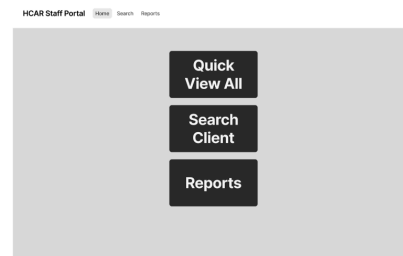 HCAR Staff Portal Home Search Reports
Quick
View All
Search
Client
Reports